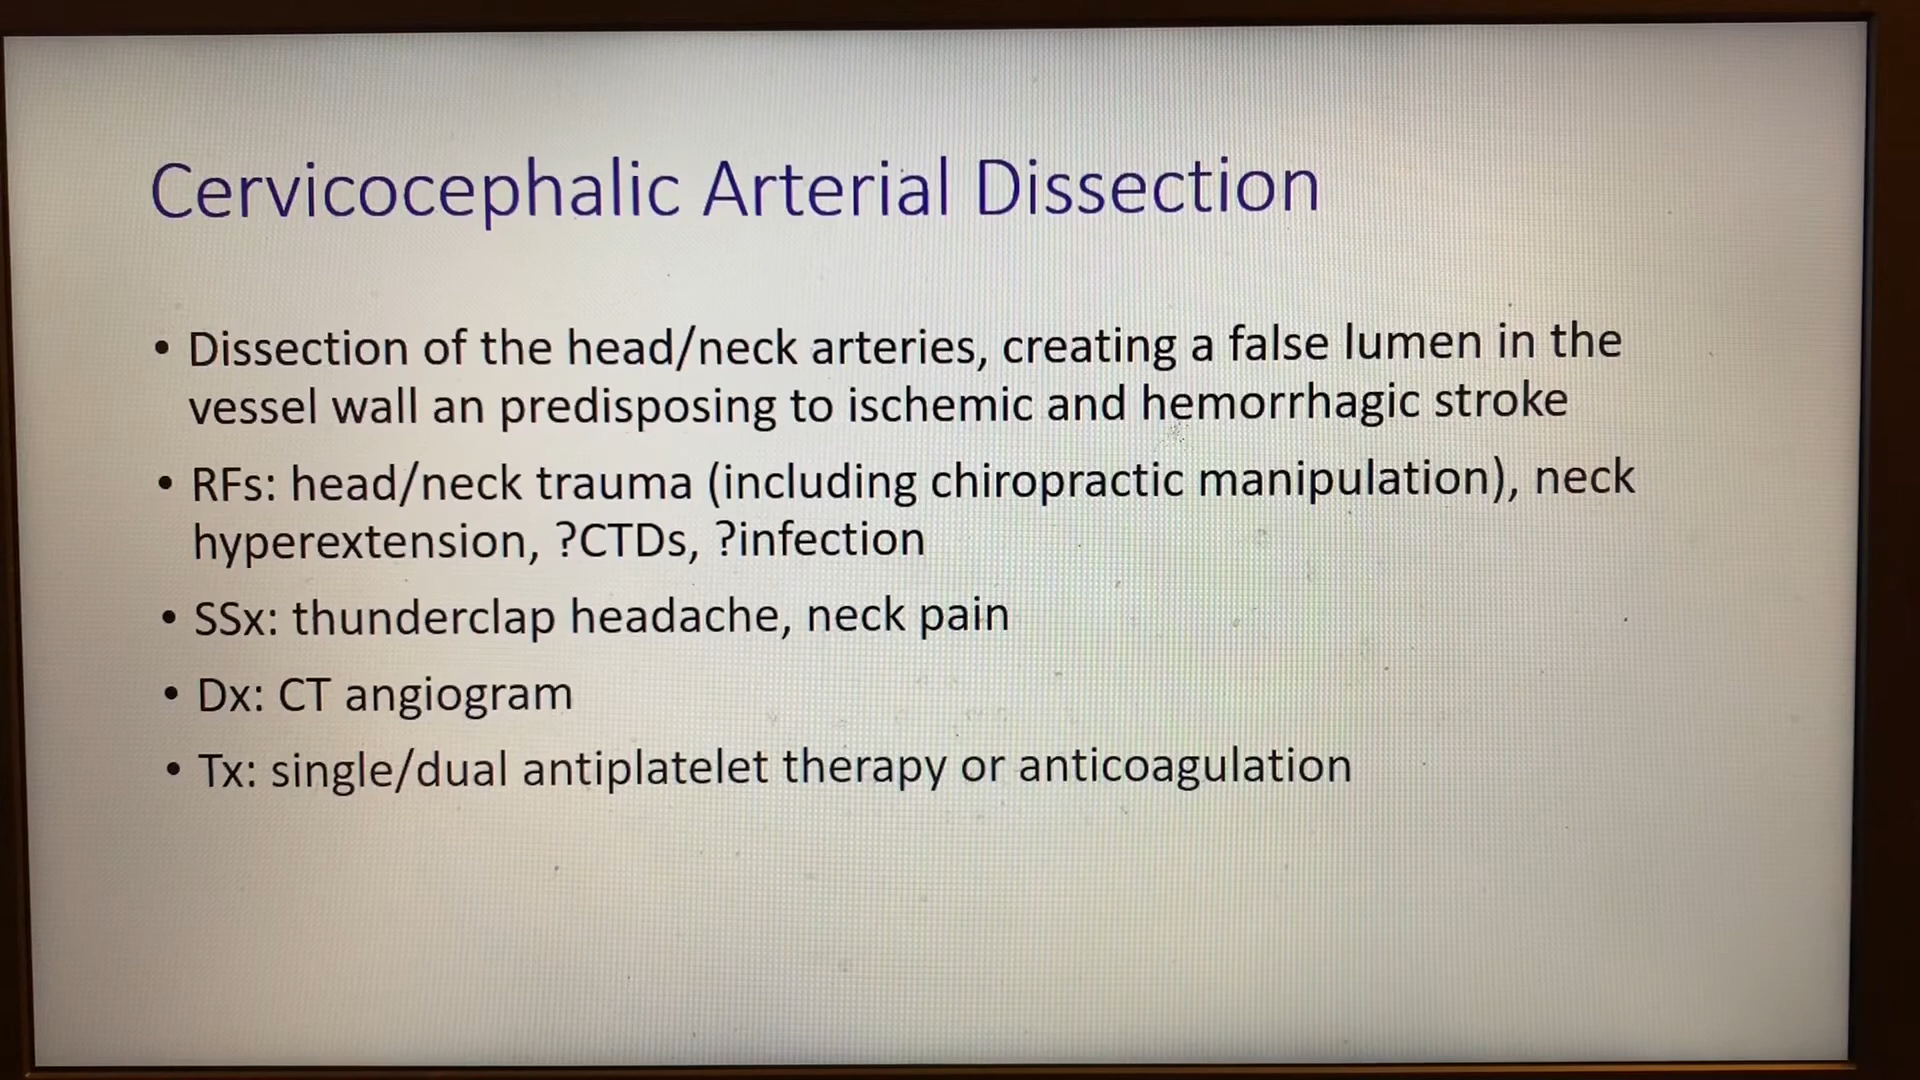 Cervicocephalic Arterial Dissection
• Dissection of the head/neck arteries, creating a false lumen in the
vessel wall an predisposing to ischemic and hemorrhagic stroke
• RFs: head/neck trauma (including chiropractic manipulation), neck
hyperextension, ?CTDs, ?infection
• SSx: thunderclap headache, neck pain
• Dx: CT angiogram
• Tx: single/dual antiplatelet therapy or anticoagulation